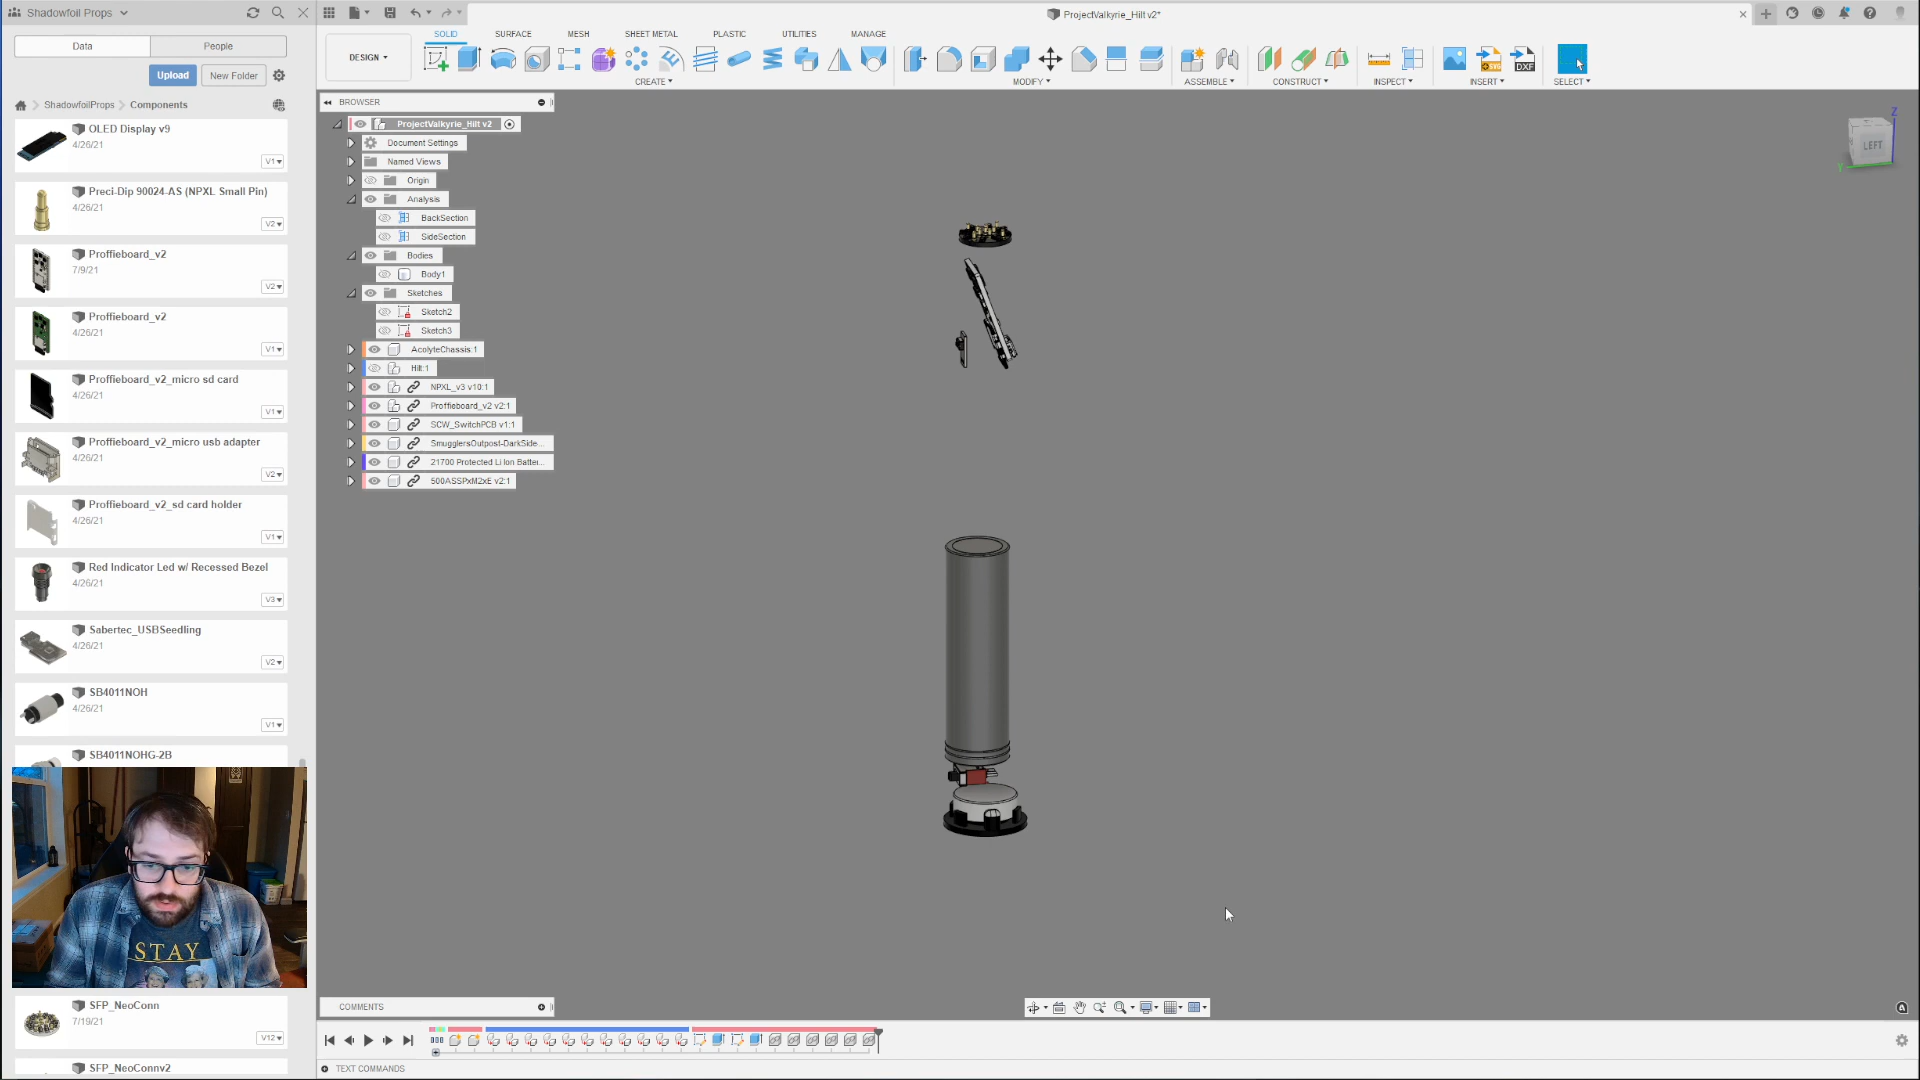 Shadowfoil Props
ProjectValkyrie_Hilt v2*
Data
People
Upload
New Folder
ShadowfoilProps
Components
OLED Display v9
4/26/21
V1
Preci-Dip 90024-AS (NPXL Small Pin)
4/26/21
V2
Proffieboard_v2
7/9/21
V2
Proffieboard_v2
4/26/21
V1
Proffieboard_v2_micro sd card
4/26/21
V1
Proffieboard_v2_micro usb adapter
4/26/21
V2
Proffieboard_v2_sd card holder
4/26/21
V1
Red Indicator Led w/ Recessed Bezel
4/26/21
V3
Sabertec_USBSeedling
4/26/21
V2
SB4011NOH
4/26/21
V1
SB4011NOHG-2B
STAY
SFP_NeoConn
7/19/21
V12
SFP_NeoConnv2
DESIGN
SOLID
SURFACE
MESH
SHEET METAL
PLASTIC
UTILITIES
MANAGE
CREATE
MODIFY
ASSEMBLE
CONSTRUCT
INSPECT
INSERT
SELECT
DXF
BROWSER
ProjectValkyrie_Hilt v2
Document Settings
Named Views
Origin
Analysis
BackSection
SideSection
Bodies
Body1
Sketches
Sketch2
Sketch3
AcolyteChassis:1
Hilt:1
NPXL_v3 v10:1
Proffieboard_v2 v2:1
SCW_SwitchPCB v1:1
SmugglersOutpost-DarkSide...
21700 Protected Li Ion Batter...
500ASSPxM2xE v2:1
Z
LEFT
Y
COMMENTS
TEXT COMMANDS